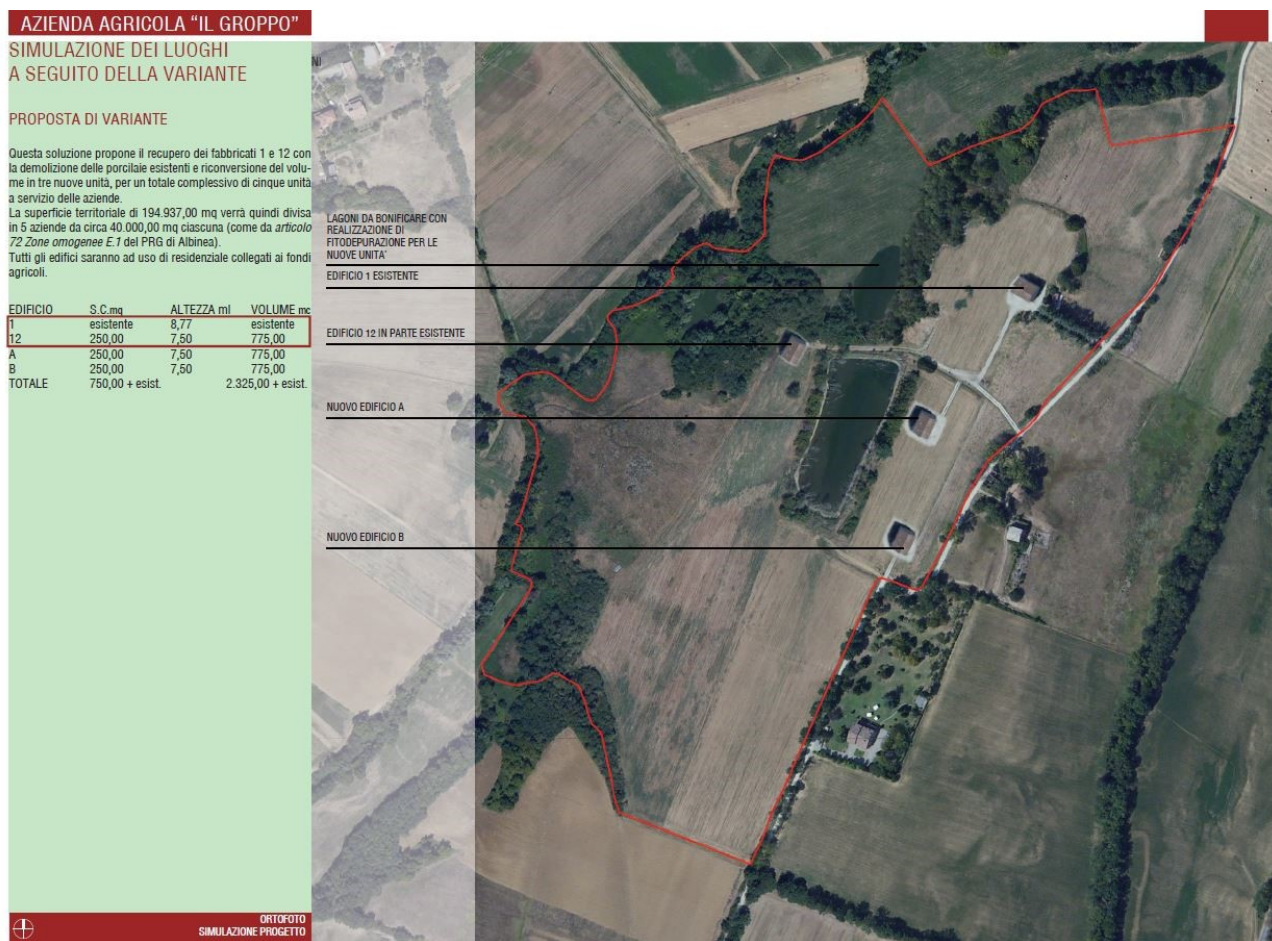 AZIENDA AGRICOLA “IL GROPPO”
SIMULAZIONE DEI LUOGHI
A SEGUITO DELLA VARIANTE
PROPOSTA DI VARIANTE
Questa soluzione propone il recupero dei fabbricati 1 e 12 con
la demolizione delle porcilaie esistenti e riconversione del volu-
me in tre nuove unità, per un totale complessivo di cinque unità
a servizio delle aziende.
La superficie territoriale di 194.937,00 mq verrà quindi divisa
in 5 aziende da circa 40.000,00 mq ciascuna (come da articolo
72 Zone omogenee E.1 del PRG di Albinea).
Tutti gli edifici saranno ad uso di residenziale collegati ai fondi
agricoli.
EDIFICIO S.C.mq ALTEZZA ml VOLUME mc
1 esistente 8,77 esistente
12 250,00 7,50 775,00
A 250,00 7,50 775,00
B 250,00 7,50 775,00
TOTALE 750,00 + esist. 2.325,00 + esist.
N)
LAGONI DA BONIFICARE CON
REALIZZAZIONE DI
FITODEPURAZIONE PER LE
NUOVE UNITA'
EDIFICIO 1 ESISTENTE
EDIFICIO 12 IN PARTE ESISTENTE
NUOVO EDIFICIO A
NUOVO EDIFICIO B
ORTOFOTO
SIMULAZIONE PROGETTO